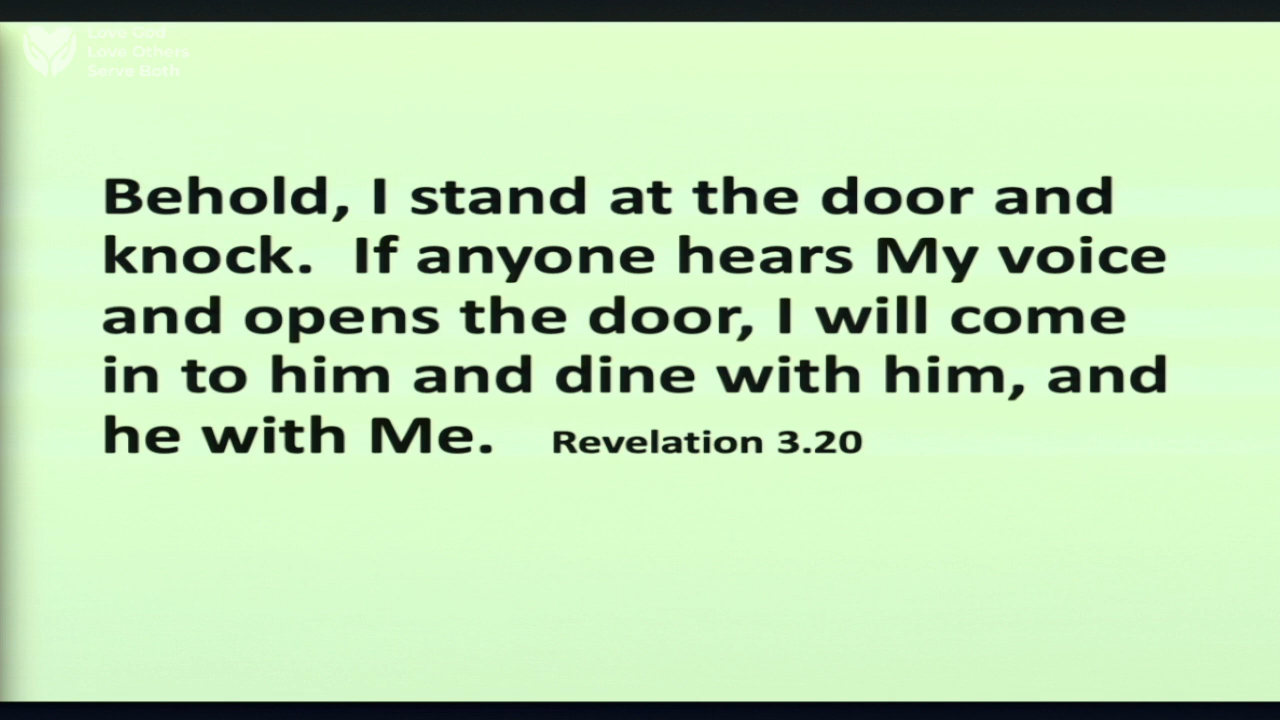 Love God
Love Others
Serve Both
Behold, I stand at the door and
knock.  If anyone hears My voice
and opens the door, I will come
in to him and dine with him, and
he with Me.   Revelation 3.20